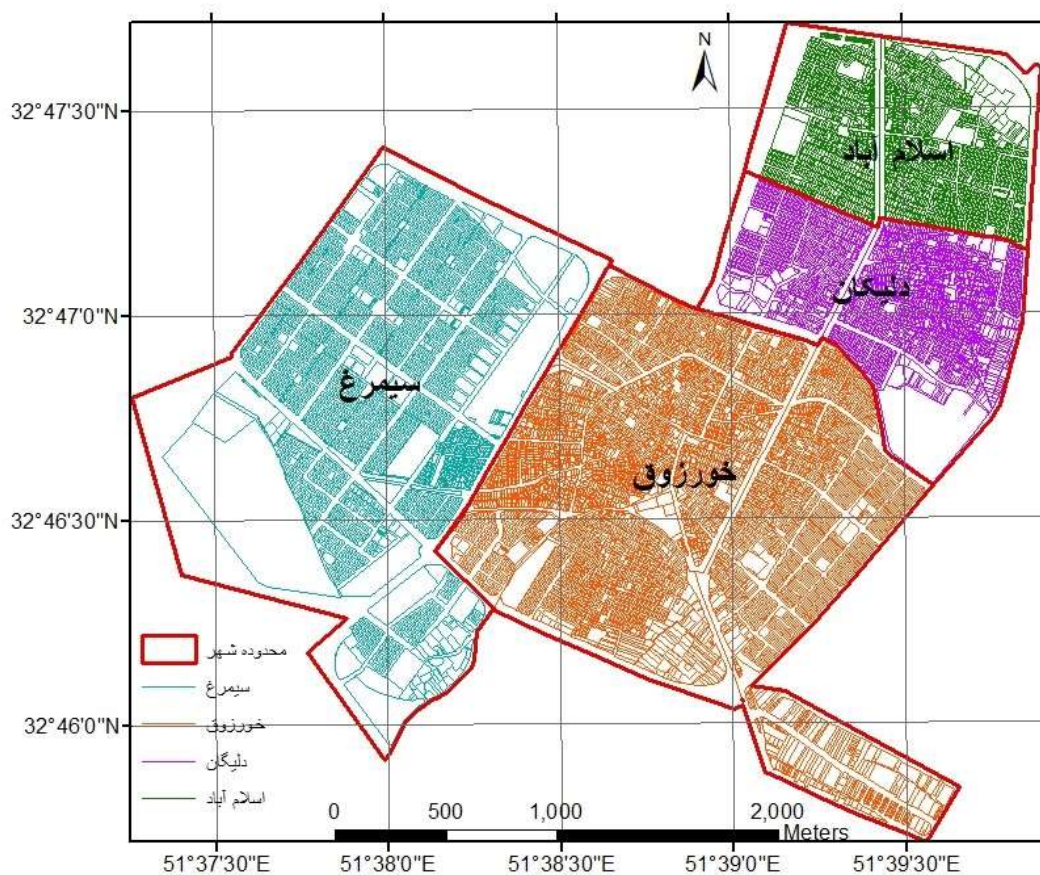 N
32°47'30"N
اسلام آباد
دلیگان
32°47'0"N
سیمرغ
خورزوق
32°46'30"N
محدوده شهر
سیمرغ
32°46'0"N
خورزوق
دلیگان
اسلام آباد
0 500 1,000 2,000
Meters
51°37'30"E 51°38'0"E 51°38'30"E 51°39'0"E 51°39'30"E